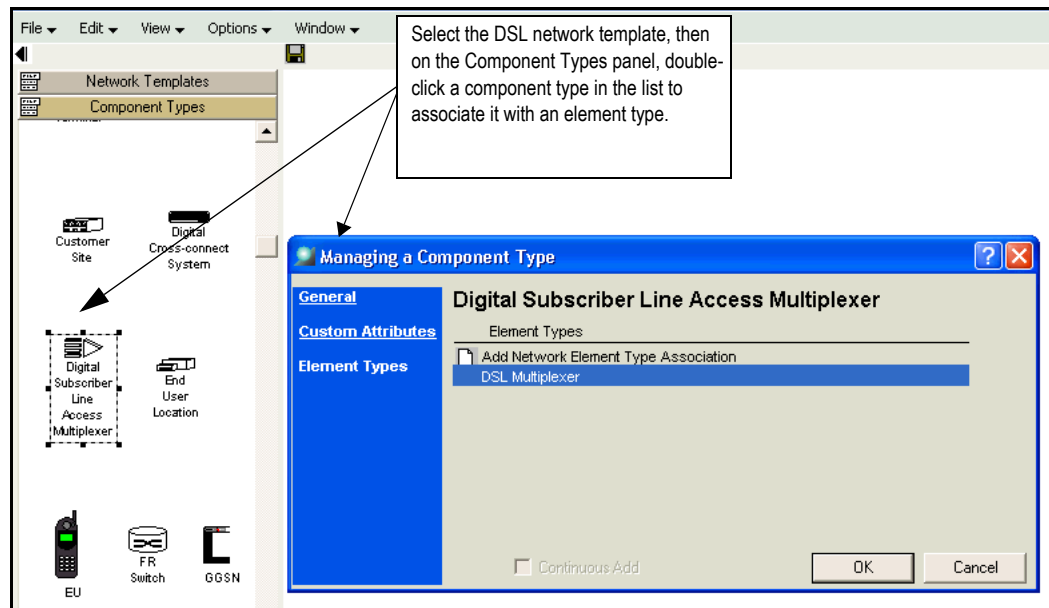 File Edit View Options Window
Select the DSL network template, then
on the Component Types panel, double-
click a component type in the list to
associate it with an element type.
Network Templates
Component Types
Customer
Site
Digital
Cross-connect
System
Digital
Subscriber
Line
Access
Multiplexer
End
User
Location
EU
FR
Switch
GGSN
Managing a Component Type
General
Custom Attributes
Element Types
Digital Subscriber Line Access Multiplexer
Element Types
Add Network Element Type Association
DSL Multiplexer
Continuous Add
OK
Cancel